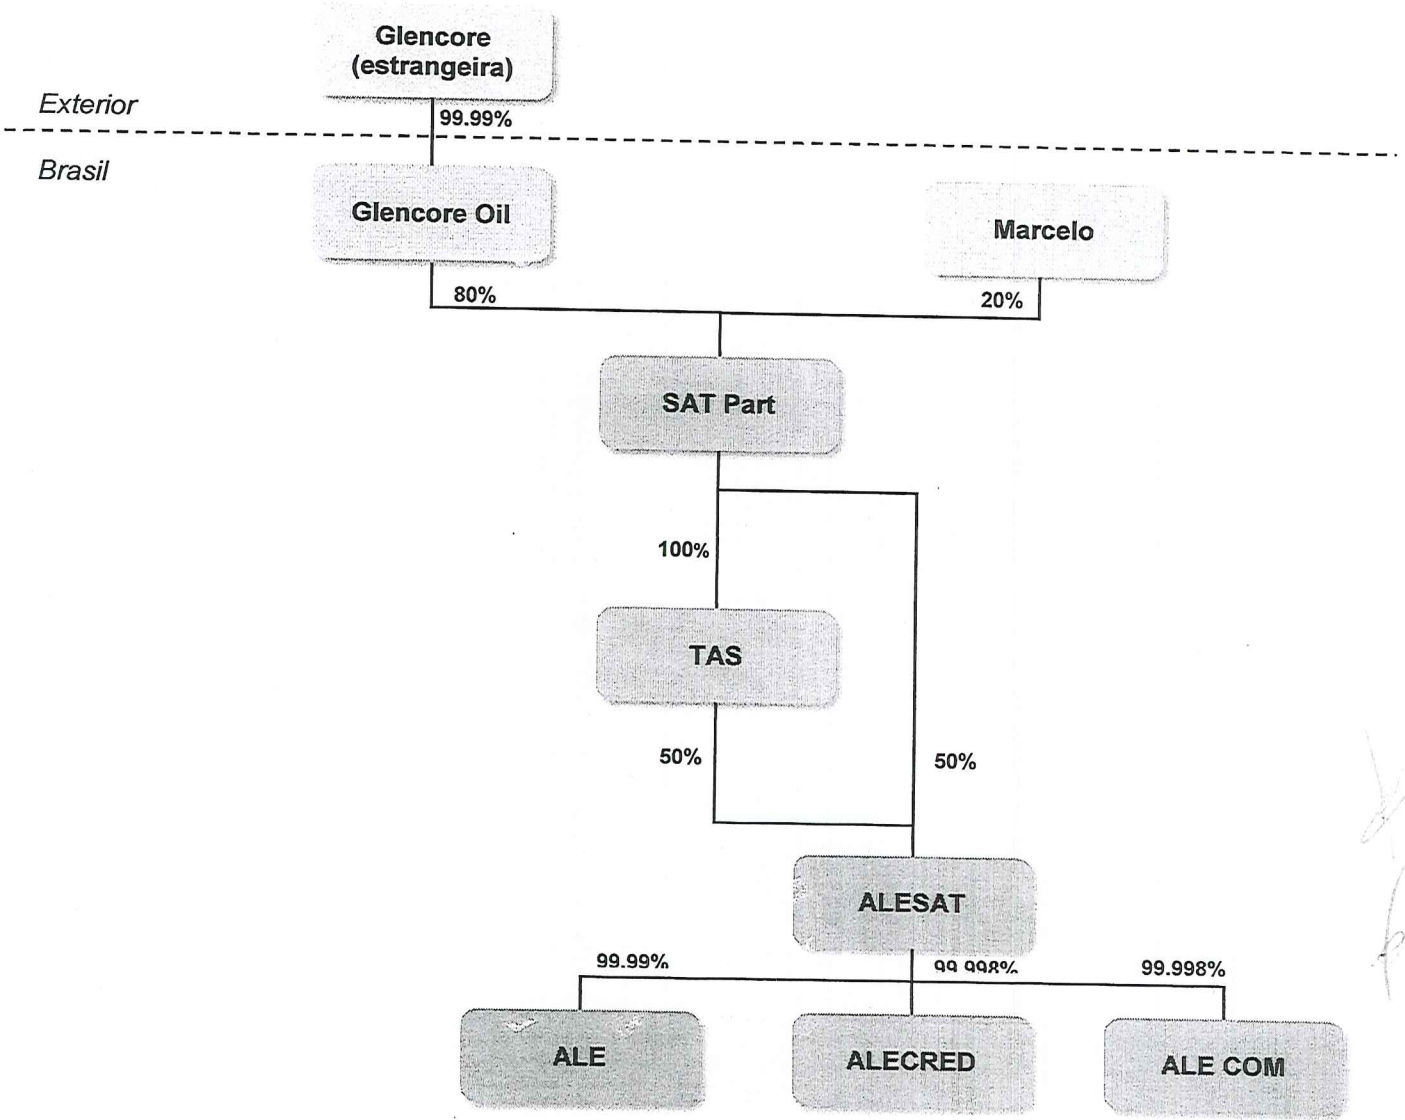 Glencore
(estrangeira)
Exterior
99.99%
Brasil
Glencore Oil
Marcelo
80%
20%
SAT Part
100%
TAS
50%
50%
ALESAT
99.99%
99.998%
99.998%
ALE
ALECRED
ALE COM